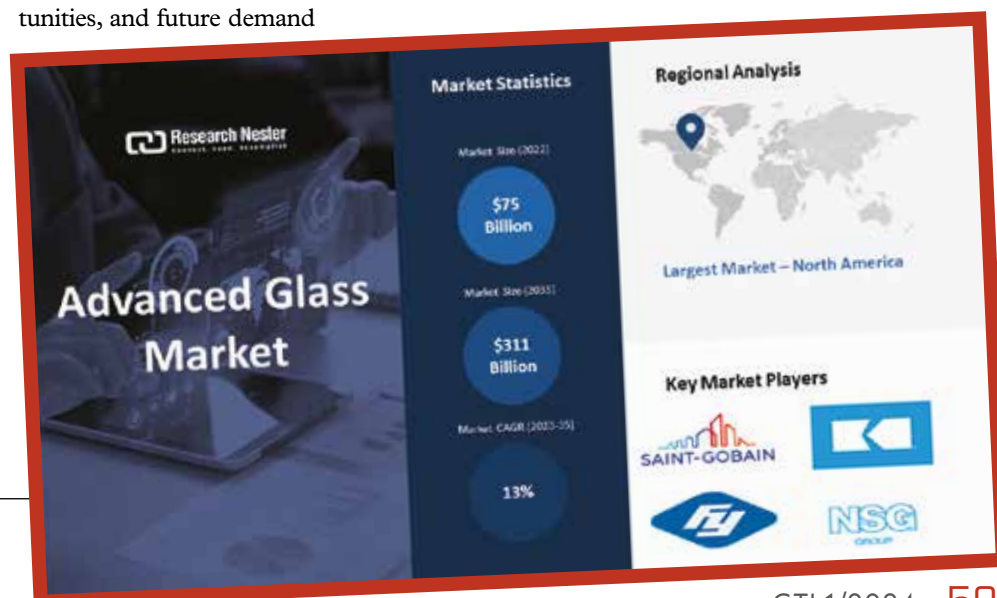 tunities, and future demand
Research Nester
Advanced Glass
Market
Market Statistics
Market Size (2022)
$75
Billion
Market Size (2035)
$311
Billion
Market CAGR (2023-35)
13%
Regional Analysis
Largest Market – North America
Key Market Players
SAINT-GOBAIN
FY
NSG
GROUP